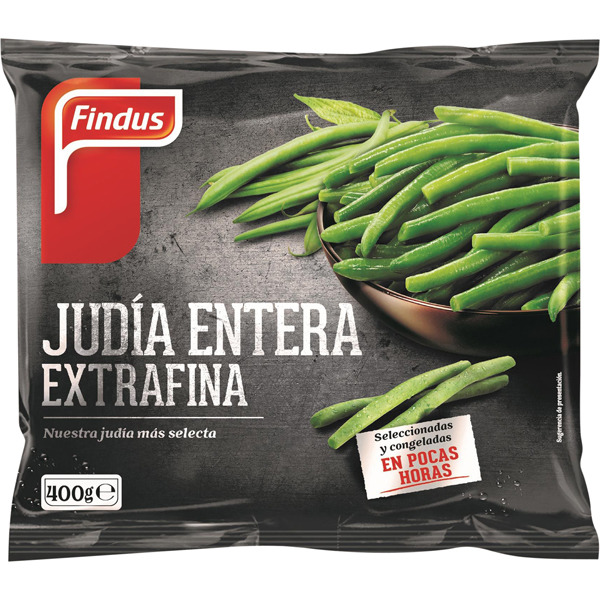 Findus
JUDÍA ENTERA
EXTRAFINA
Nuestra judía más selecta
400g℮
Seleccionadas
y congeladas
EN POCAS
HORAS
Sugerencia de presentación.